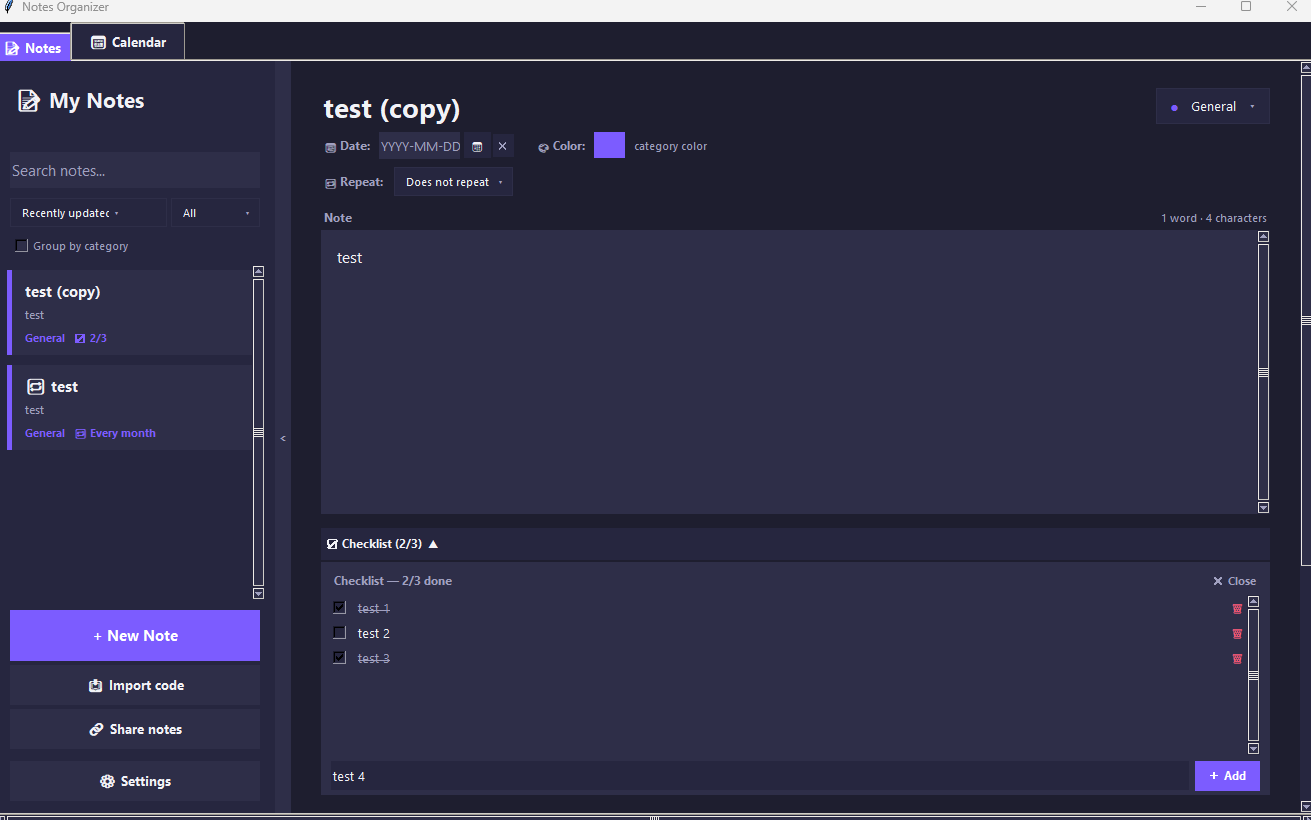 Notes Organizer
Notes
Calendar
My Notes
Search notes...
Recently updatec
All
Group by category
test (copy)
test
General 2/3
test
test
General Every month
+ New Note
Import code
Share notes
Settings
<
test (copy)
General
Date: YYYY-MM-DD ✕ Color: category color
Repeat: Does not repeat
Note 1 word · 4 characters
test
Checklist (2/3) ▲
Checklist — 2/3 done ✕ Close
test 1
test 2
test 3
test 4
+ Add